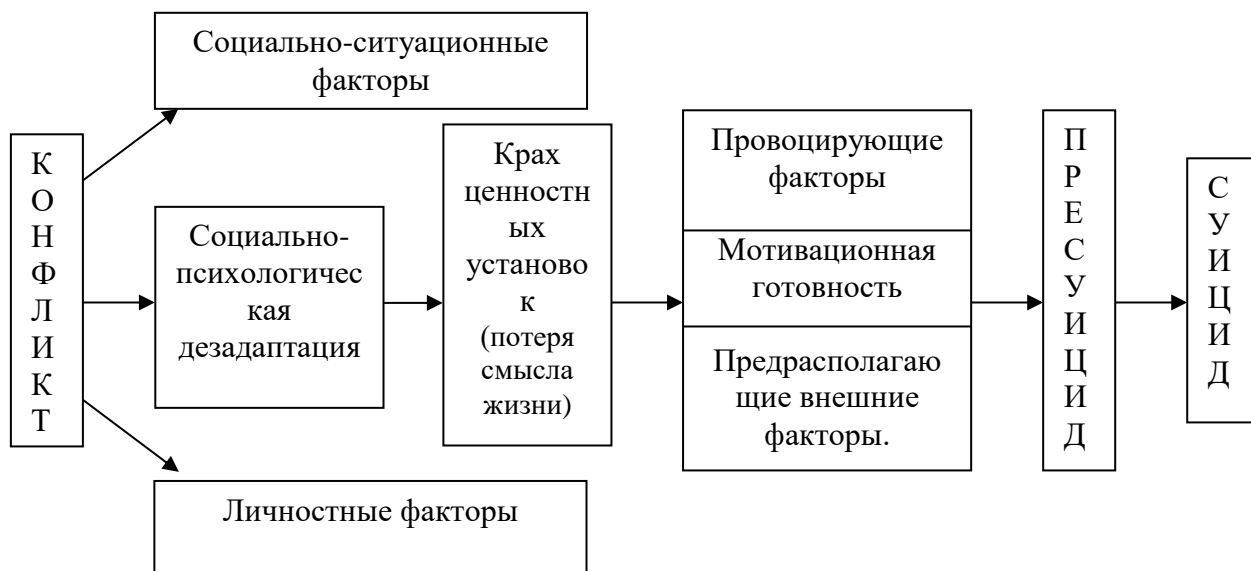 Социально-ситуационные
факторы
К
О
Н
Ф
Л
И
К
Т
Социально-
психологичес
кая
дезадаптация
Крах
ценностн
ых
установо
к
(потеря
смысла
жизни)
Провоцирующие
факторы
Мотивационная
готовность
Предрасполагаю
щие внешние
факторы.
П
Р
Е
С
У
И
Ц
И
Д
С
У
И
Ц
И
Д
Личностные факторы